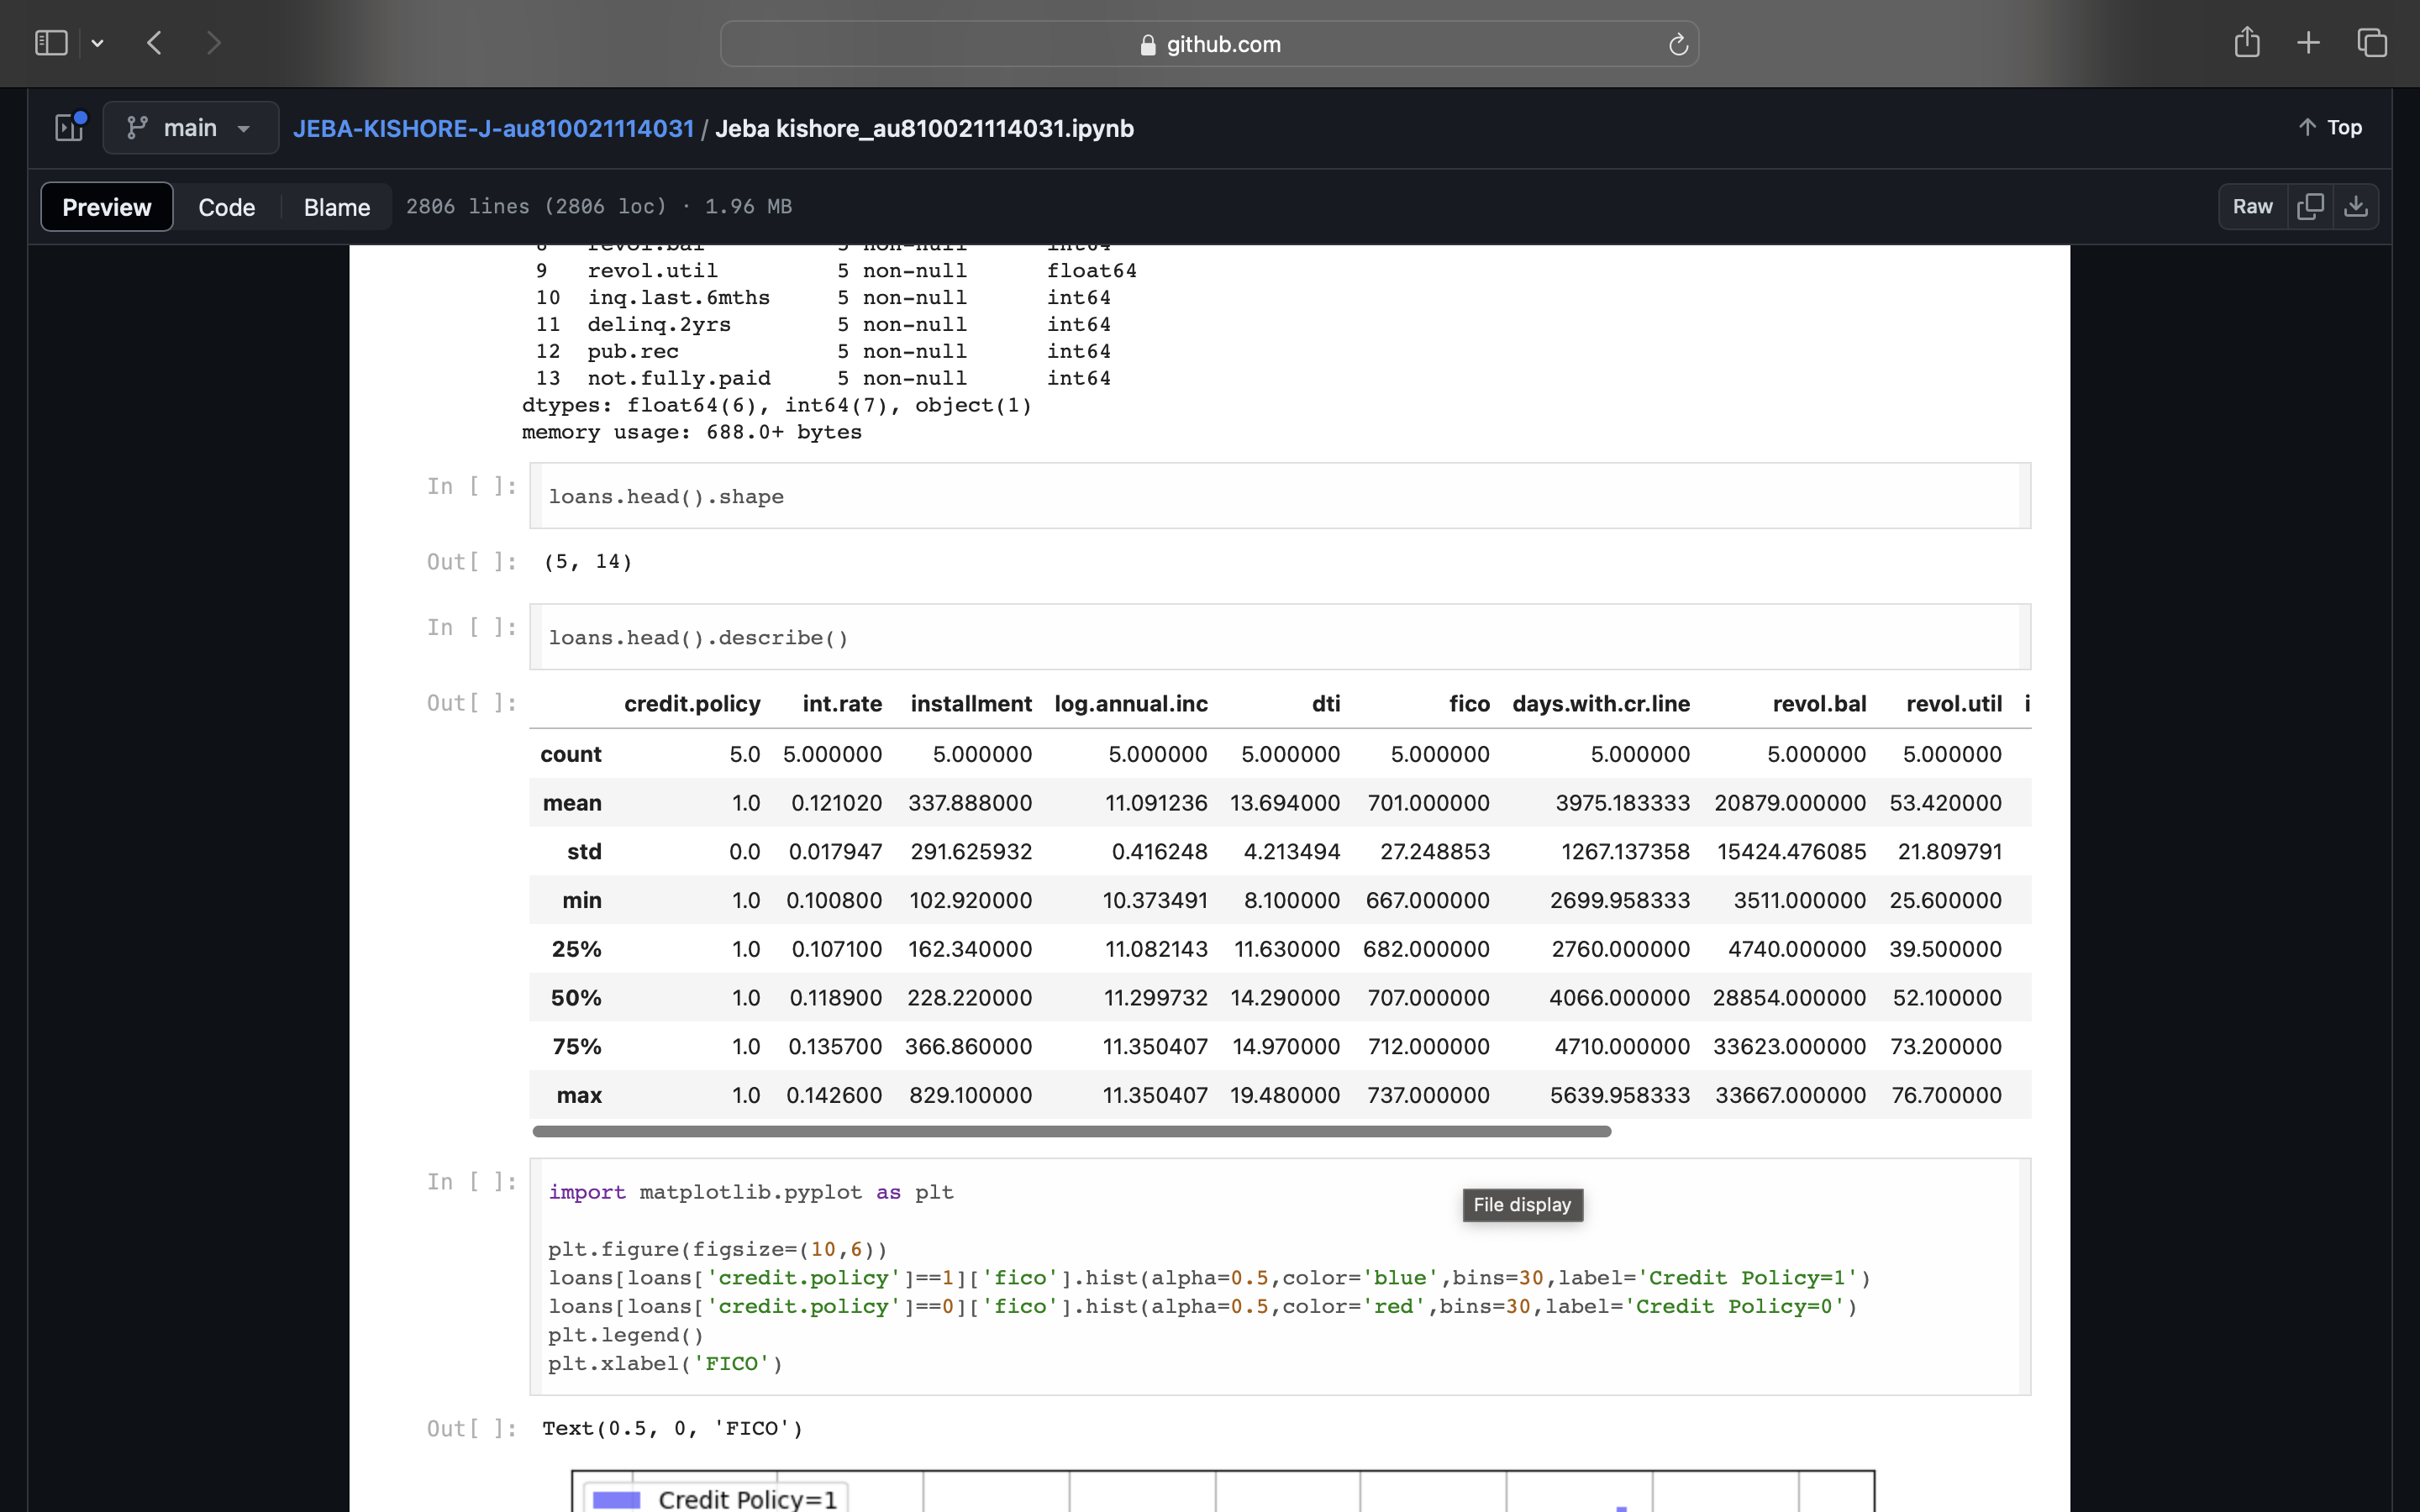 github.com
main JEBA-KISHORE-J-au810021114031 / Jeba kishore_au810021114031.ipynb Top
Preview Code Blame 2806 lines (2806 loc) · 1.96 MB Raw
8 revol.bal 5 non-null int64
9 revol.util 5 non-null float64
10 inq.last.6mths 5 non-null int64
11 delinq.2yrs 5 non-null int64
12 pub.rec 5 non-null int64
13 not.fully.paid 5 non-null int64
dtypes: float64(6), int64(7), object(1)
memory usage: 688.0+ bytes
In [ ]: loans.head().shape
Out[ ]: (5, 14)
In [ ]: loans.head().describe()
Out[ ]: credit.policy int.rate installment log.annual.inc dti fico days.with.cr.line revol.bal revol.util i
count 5.0 5.000000 5.000000 5.000000 5.000000 5.000000 5.000000 5.000000 5.000000
mean 1.0 0.121020 337.888000 11.091236 13.694000 701.000000 3975.183333 20879.000000 53.420000
std 0.0 0.017947 291.625932 0.416248 4.213494 27.248853 1267.137358 15424.476085 21.809791
min 1.0 0.100800 102.920000 10.373491 8.100000 667.000000 2699.958333 3511.000000 25.600000
25% 1.0 0.107100 162.340000 11.082143 11.630000 682.000000 2760.000000 4740.000000 39.500000
50% 1.0 0.118900 228.220000 11.299732 14.290000 707.000000 4066.000000 28854.000000 52.100000
75% 1.0 0.135700 366.860000 11.350407 14.970000 712.000000 4710.000000 33623.000000 73.200000
max 1.0 0.142600 829.100000 11.350407 19.480000 737.000000 5639.958333 33667.000000 76.700000
In [ ]: import matplotlib.pyplot as plt
File display
plt.figure(figsize=(10,6))
loans[loans['credit.policy']==1]['fico'].hist(alpha=0.5,color='blue',bins=30,label='Credit Policy=1')
loans[loans['credit.policy']==0]['fico'].hist(alpha=0.5,color='red',bins=30,label='Credit Policy=0')
plt.legend()
plt.xlabel('FICO')
Out[ ]: Text(0.5, 0, 'FICO')
Credit Policy=1